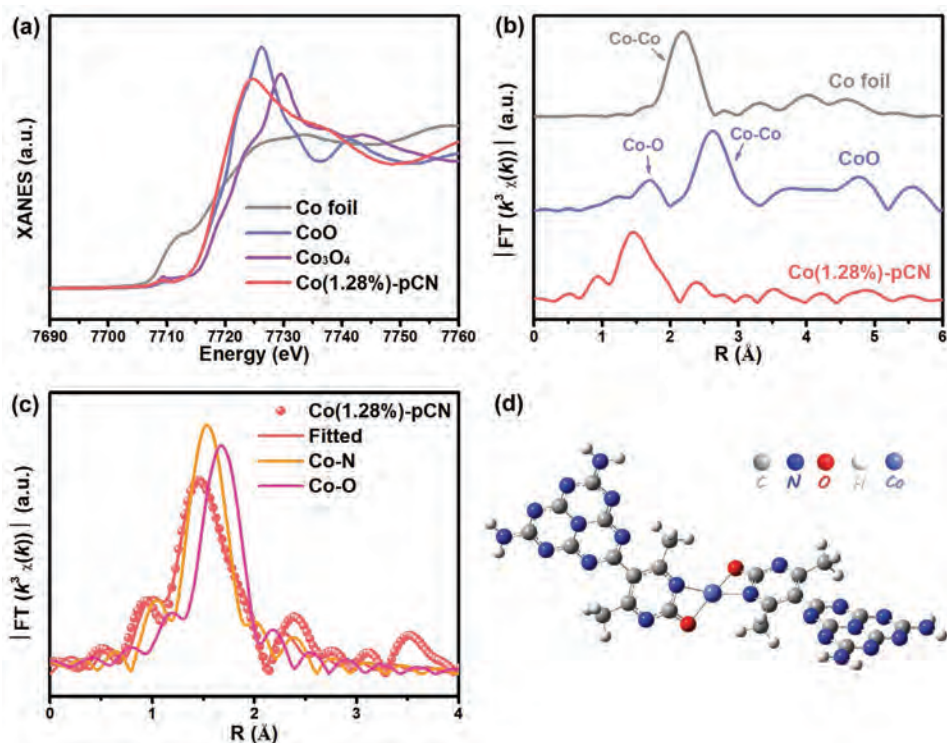 (a)
XANES (a.u.)
Co foil
CoO
Co₃O₄
Co(1.28%)-pCN
7690 7700 7710 7720 7730 7740 7750 7760
Energy (eV)
(b)
|FT (k³ χ(k))| (a.u.)
Co-Co
Co foil
Co-O
Co-Co
CoO
Co(1.28%)-pCN
0 1 2 3 4 5 6
R (Å)
(c)
|FT (k³ χ(k))| (a.u.)
Co(1.28%)-pCN
Fitted
Co-N
Co-O
0 1 2 3 4
R (Å)
(d)
C N O H Co